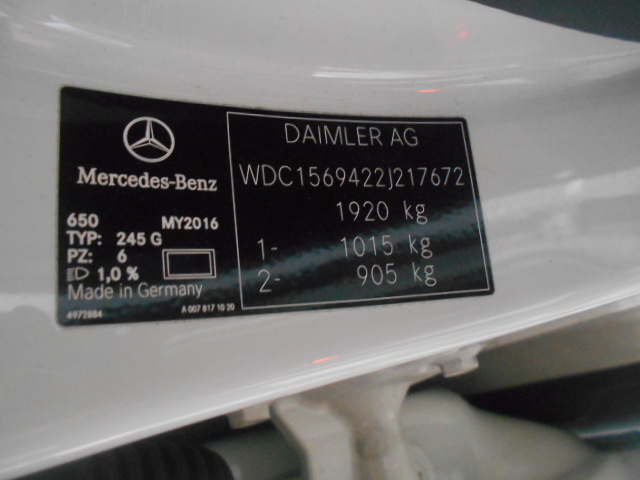 Mercedes-Benz
650 MY2016
TYP: 245 G
PZ: 6
1,0 %
Made in Germany
6972884 A 007 817 10 20
DAIMLER AG
WDC1569422J217672
1920 kg
1- 1015 kg
2- 905 kg